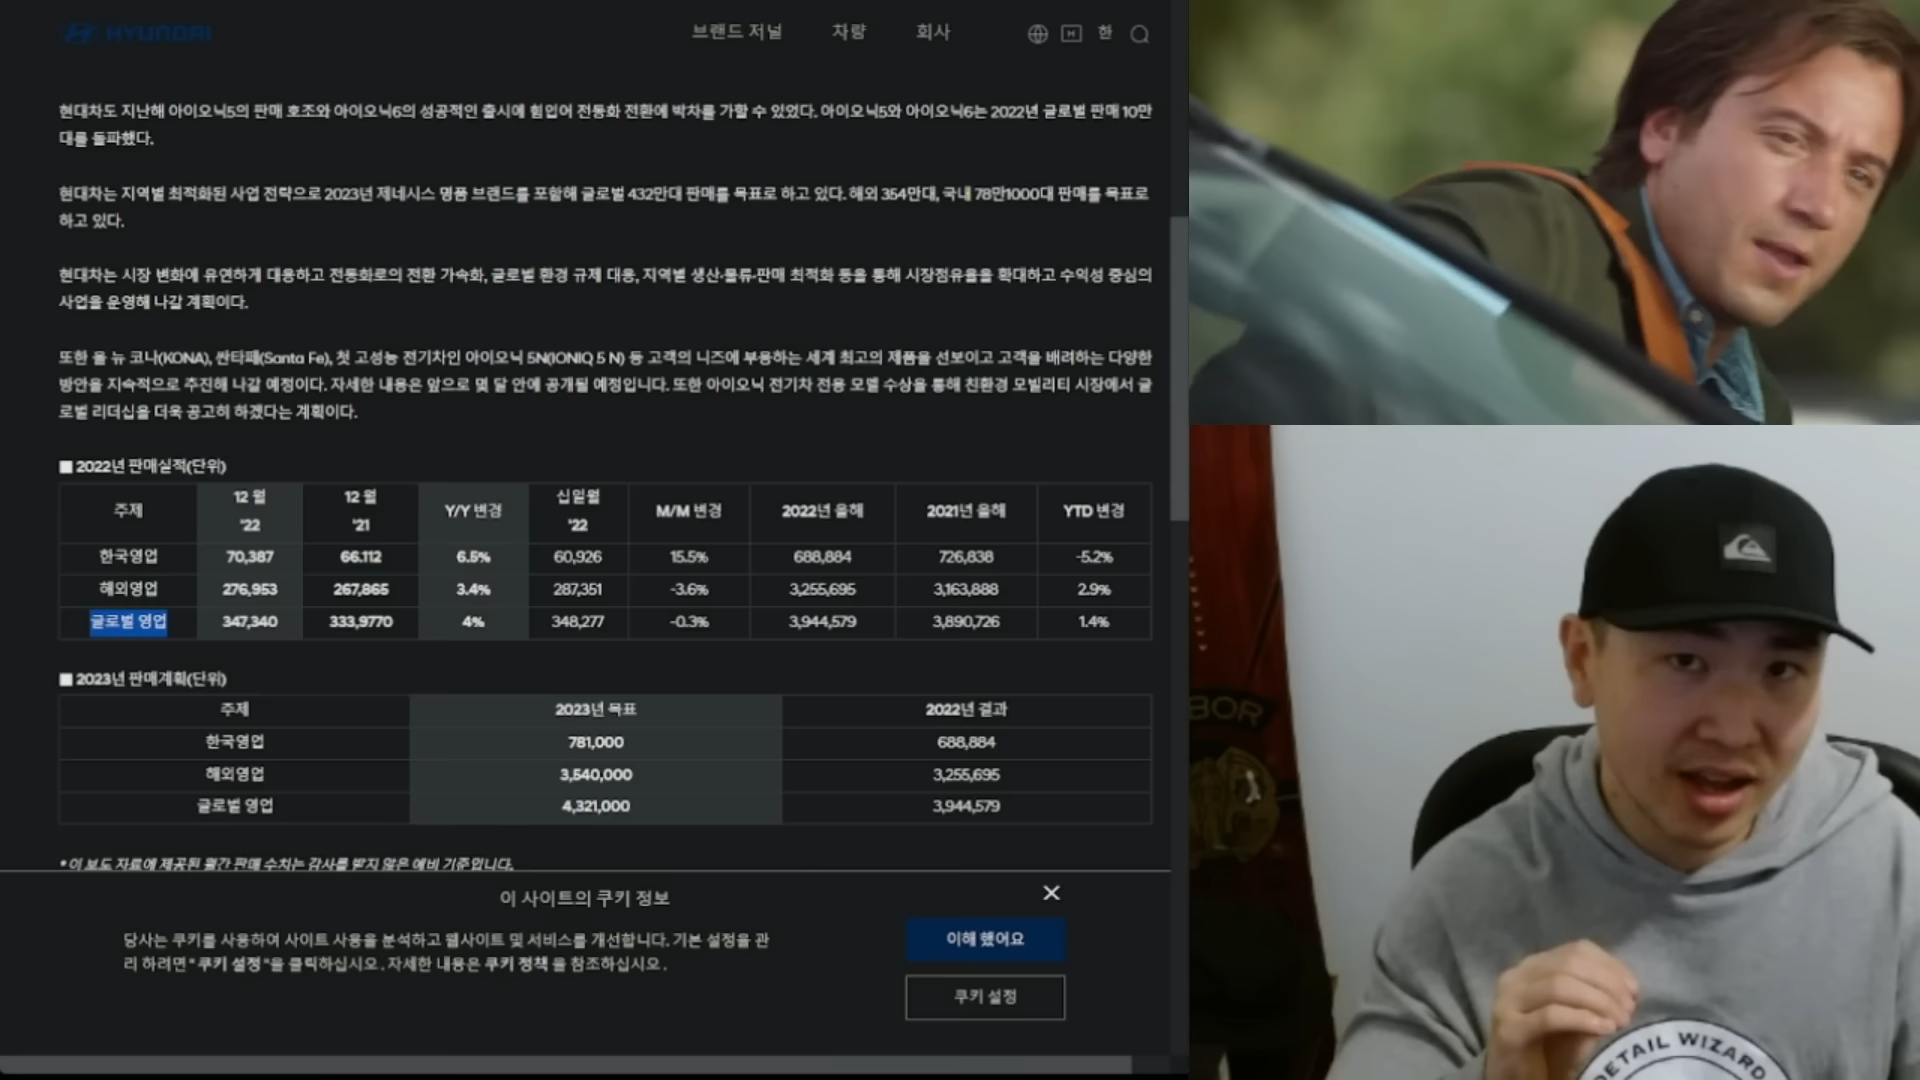 HYUNDAI
브랜드 저널 차량 회사 한
현대차도 지난해 아이오닉5의 판매 호조와 아이오닉6의 성공적인 출시에 힘입어 전동화 전환에 박차를 가할 수 있었다. 아이오닉5와 아이오닉6는 2022년 글로벌 판매 10만
대를 돌파했다.
현대차는 지역별 최적화된 사업 전략으로 2023년 제네시스 명품 브랜드를 포함해 글로벌 432만대 판매를 목표로 하고 있다. 해외 354만대, 국내 78만1000대 판매를 목표로
하고 있다.
현대차는 시장 변화에 유연하게 대응하고 전동화로의 전환 가속화, 글로벌 환경 규제 대응, 지역별 생산·물류·판매 최적화 등을 통해 시장점유율을 확대하고 수익성 중심의
사업을 운영해 나갈 계획이다.
또한 올 뉴 코나(KONA), 싼타페(Santa Fe), 첫 고성능 전기차인 아이오닉 5N(IONIQ 5 N) 등 고객의 니즈에 부응하는 세계 최고의 제품을 선보이고 고객을 배려하는 다양한
방안을 지속적으로 추진해 나갈 예정이다. 자세한 내용은 앞으로 몇 달 안에 공개될 예정입니다. 또한 아이오닉 전기차 전용 모델 수상을 통해 친환경 모빌리티 시장에서 글
로벌 리더십을 더욱 공고히 하겠다는 계획이다.
■ 2022년 판매실적(단위)
주제 12 월 '22 12 월 '21 Y/Y 변경 십일월 '22 M/M 변경 2022년 올해 2021년 올해 YTD 변경
한국영업 70,387 66.112 6.5% 60,926 15.5% 688,884 726,838 -5.2%
해외영업 276,953 267,865 3.4% 287,351 -3.6% 3,255,695 3,163,888 2.9%
글로벌 영업 347,340 333,9770 4% 348,277 -0.3% 3,944,579 3,890,726 1.4%
■ 2023년 판매계획(단위)
주제 2023년 목표 2022년 결과
한국영업 781,000 688,884
해외영업 3,540,000 3,255,695
글로벌 영업 4,321,000 3,944,579
* 이 보도 자료에 제공된 월간 판매 수치는 감사를 받지 않은 예비 기준입니다.
이 사이트의 쿠키 정보
당사는 쿠키를 사용하여 사이트 사용을 분석하고 웹사이트 및 서비스를 개선합니다. 기본 설정을 관
리 하려면 "쿠키 설정"을 클릭하십시오. 자세한 내용은 쿠키 정책 을 참조하십시오.
이해 했어요
쿠키 설정
DETAIL WIZARD